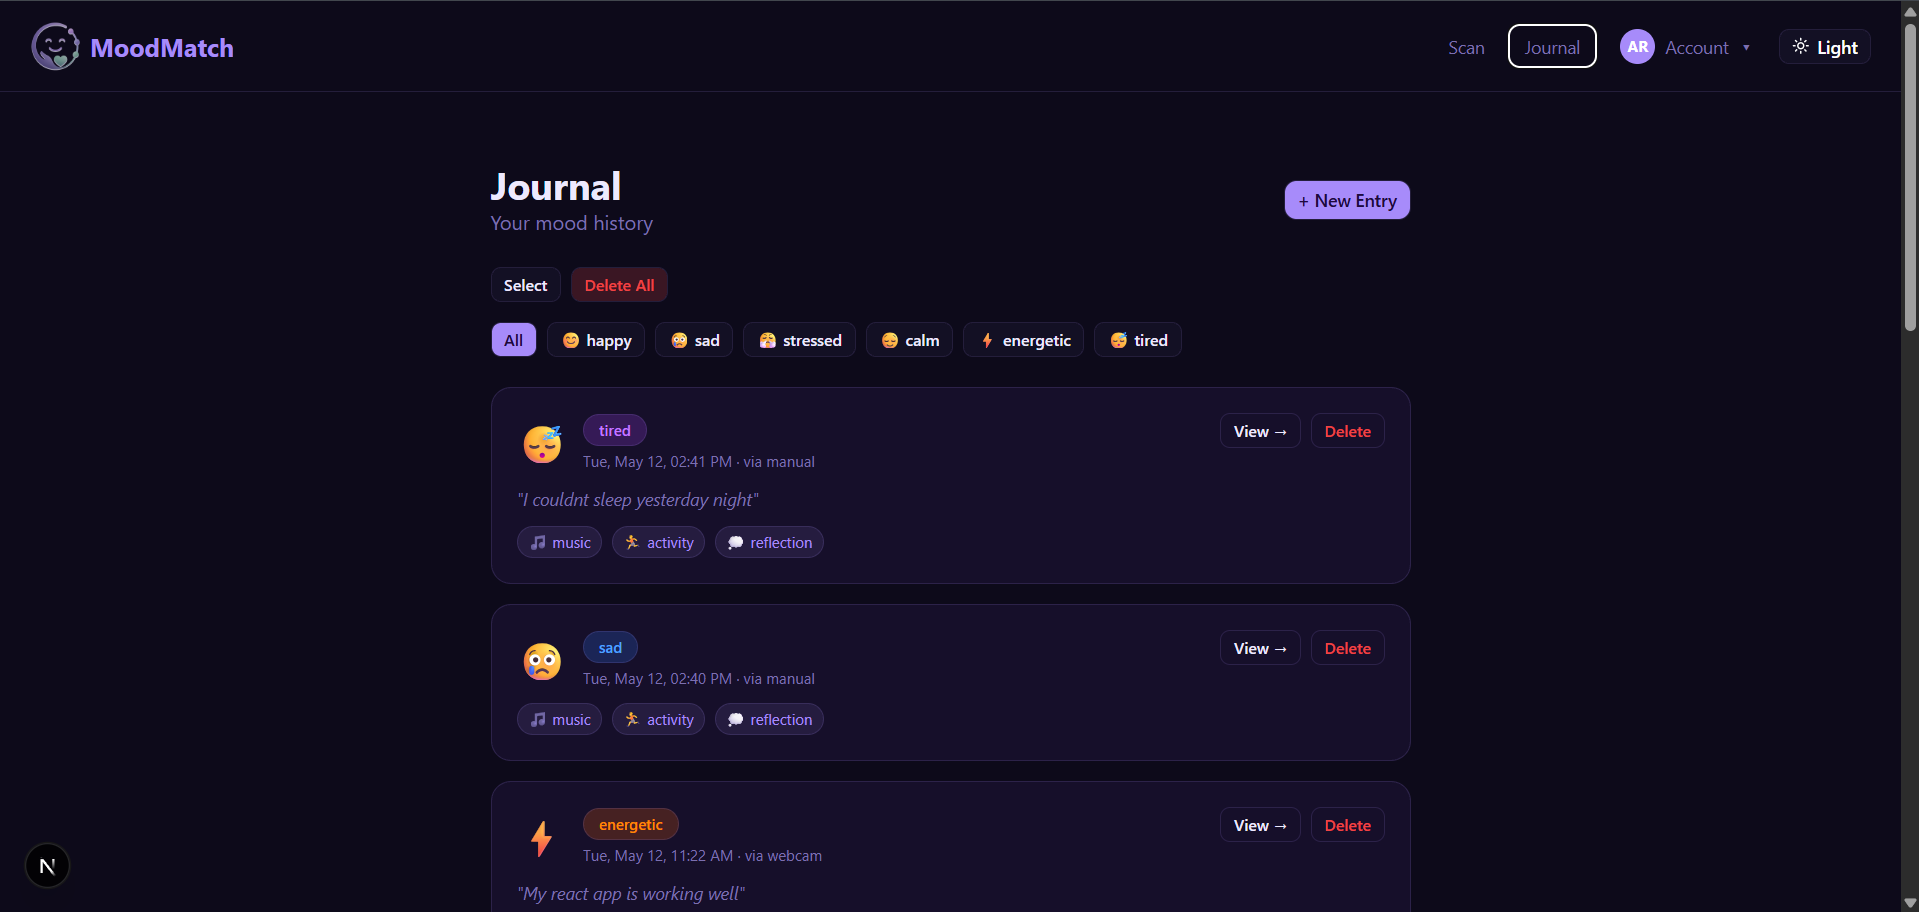 MoodMatch
Scan Journal AR Account ▾ Light
Journal
Your mood history
+ New Entry
Select Delete All
All happy sad stressed calm energetic tired
tired
View → Delete
Tue, May 12, 02:41 PM · via manual
"I couldnt sleep yesterday night"
music activity reflection
sad
View → Delete
Tue, May 12, 02:40 PM · via manual
music activity reflection
energetic
View → Delete
Tue, May 12, 11:22 AM · via webcam
"My react app is working well"
N